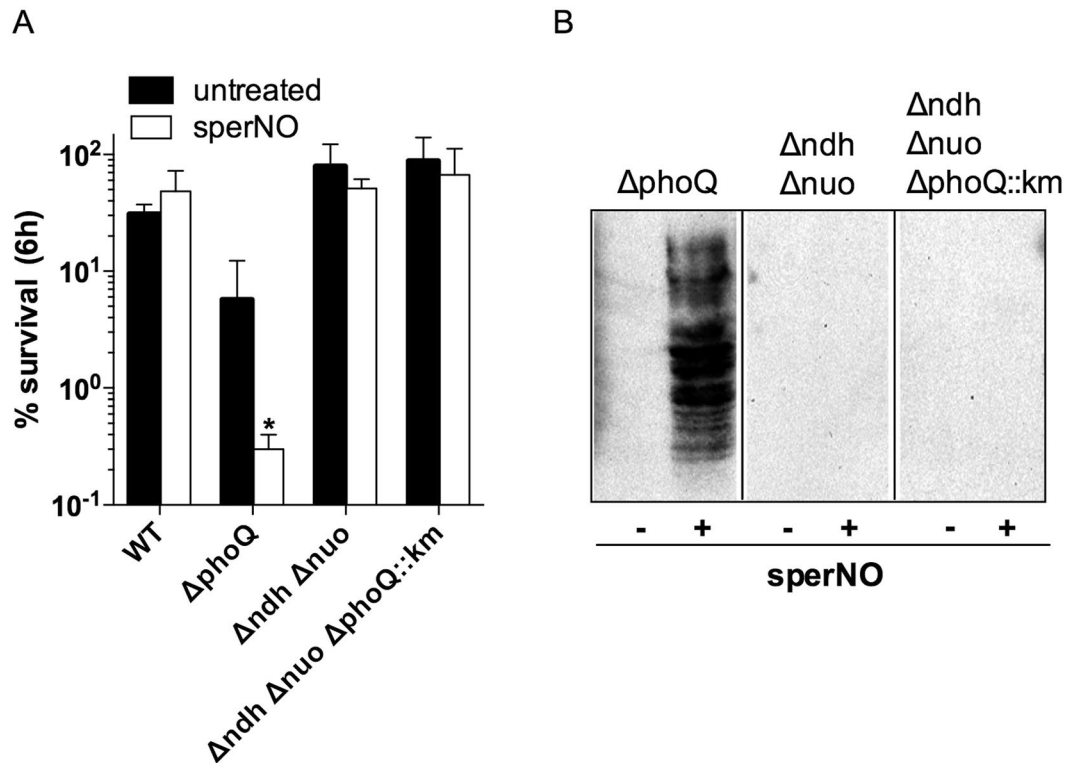 A
untreated
sperNO
% survival (6h)
10²
10¹
10⁰
10⁻¹
*
WT
ΔphoQ
Δndh Δnuo
Δndh Δnuo ΔphoQ::km
B
ΔphoQ
Δndh
Δnuo
Δndh
Δnuo
ΔphoQ::km
- + - + - +
sperNO